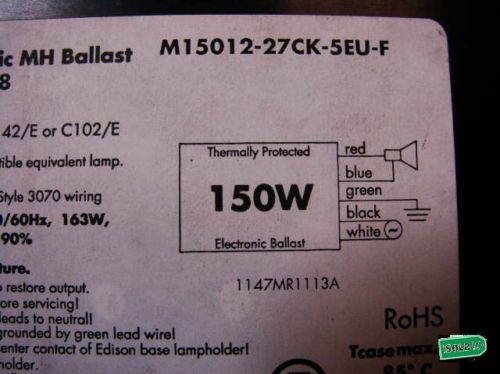 ic MH Ballast M15012-27CK-5EU-F
8
42/E or C102/E
tible equivalent lamp.
Style 3070 wiring
0/60Hz, 163W,
90%
Thermally Protected
150W
Electronic Ballast
red
blue
green
black
white
1147MR1113A
ture.
o restore output.
ore servicing!
leads to neutral!
grounded by green lead wire!
enter contact of Edison base lampholder!
holder.
RoHS
Tcase max.
85° C